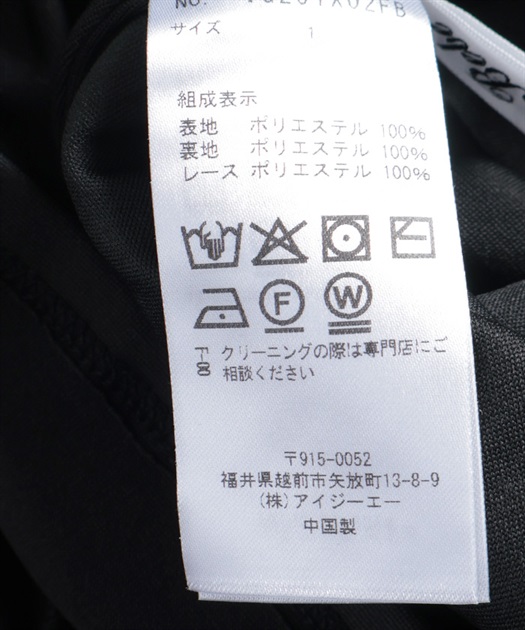 NO.
サイズ 1
組成表示
表地 ポリエステル 100%
裏地 ポリエステル 100%
レース ポリエステル 100%
F W
クリーニングの際は専門店にご
相談ください
〒915-0052
福井県越前市矢放町13-8-9
(株)アイジーエー
中国製
Bebe